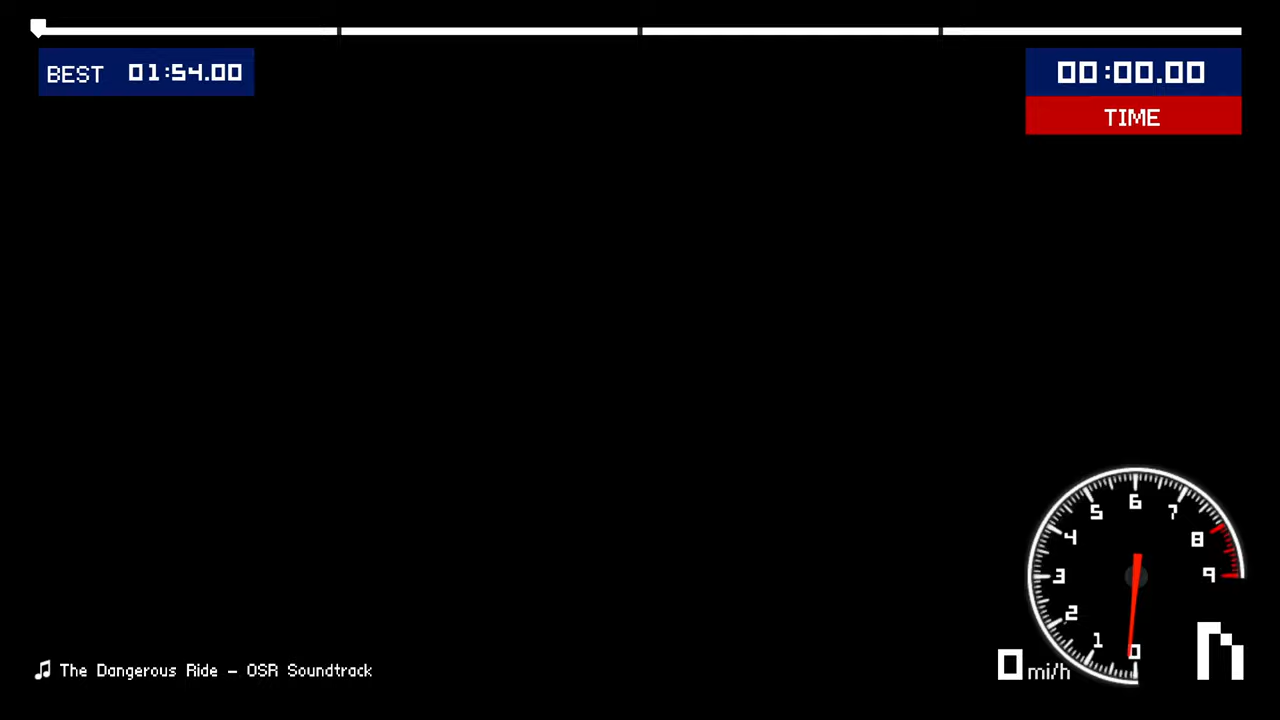 BEST 01:54.00
00:00.00
TIME
6
5 7
4 8
3 9
2
1 0
0 mi/h n
The Dangerous Ride - OSR Soundtrack